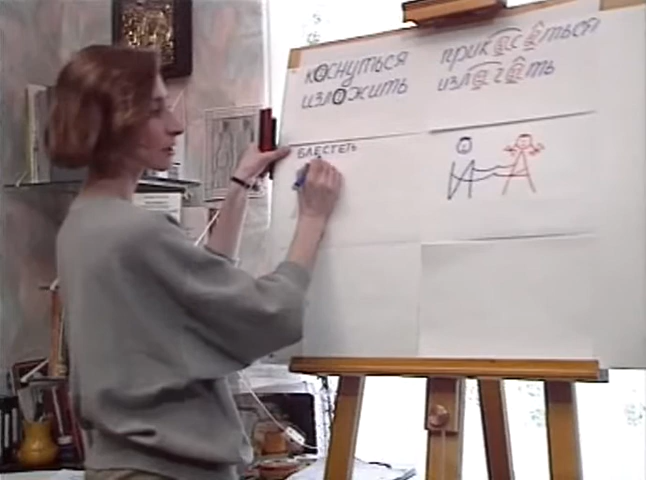 коснуться
изложить
прикасаться
излагать
БЛЕСТЕТЬ